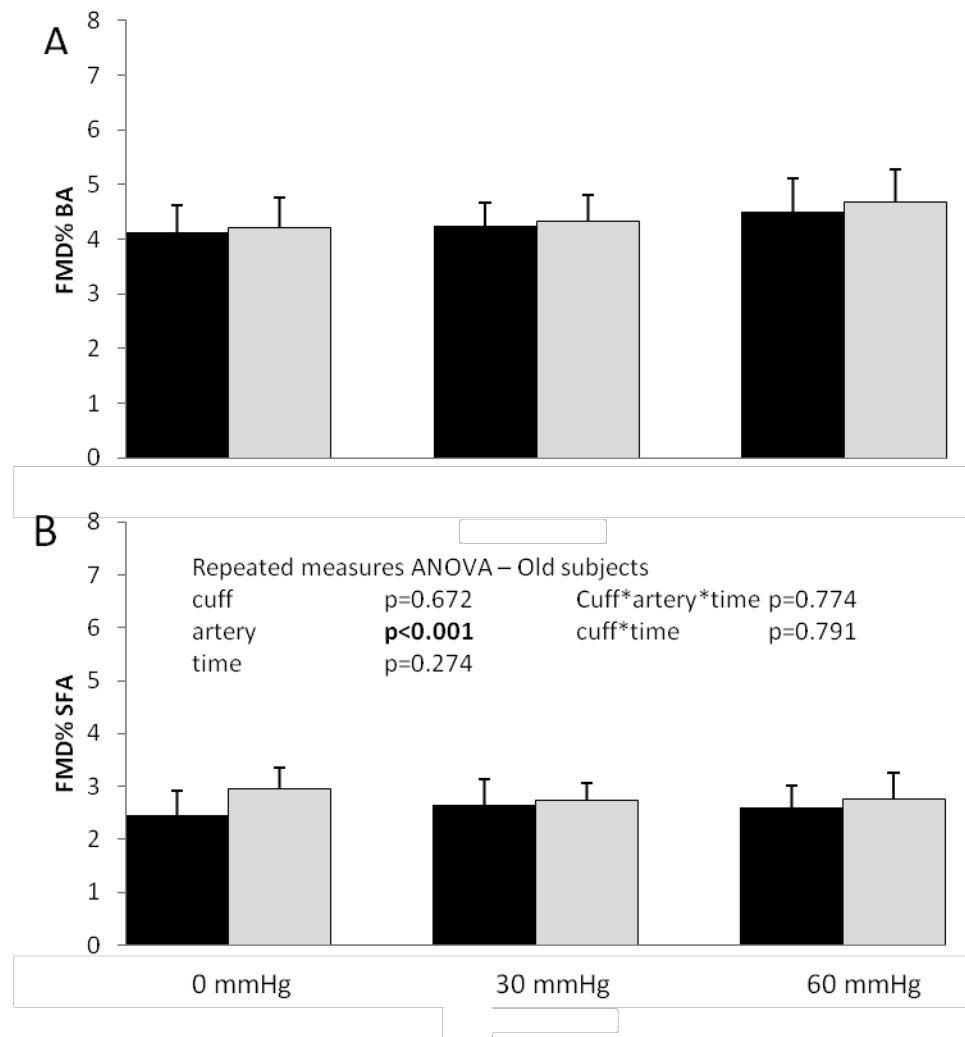 A
8
7
6
5
4
3
2
1
0
FMD% BA
B
8
7
6
5
4
3
2
1
0
FMD% SFA
Repeated measures ANOVA – Old subjects
cuff p=0.672 Cuff*artery*time p=0.774
artery p<0.001 cuff*time p=0.791
time p=0.274
0 mmHg 30 mmHg 60 mmHg